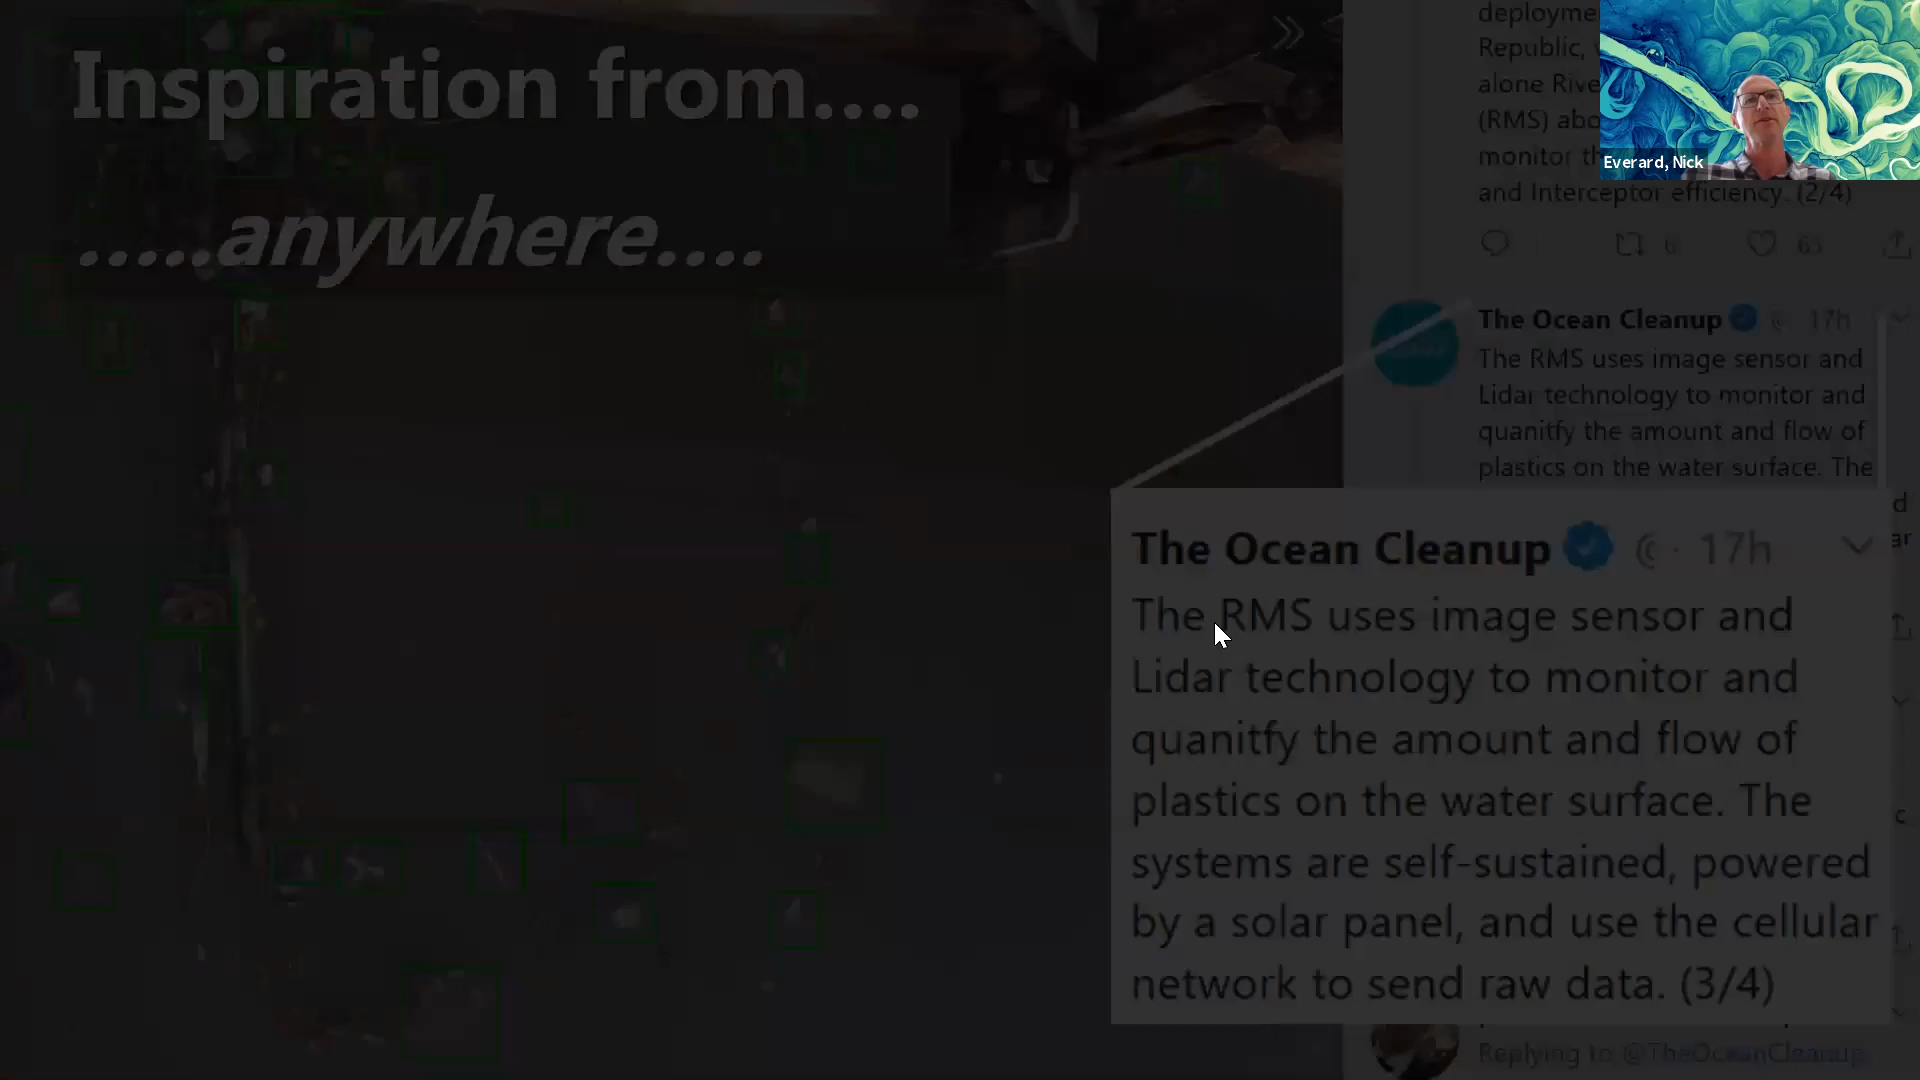 Inspiration from....
.....anywhere....
deployme
Republic,
alone Rive
(RMS) abo
monitor th
and Interceptor efficiency. (2/4)
6
63
Everard, Nick
The Ocean Cleanup @ 17h
The RMS uses image sensor and
Lidar technology to monitor and
quanitfy the amount and flow of
plastics on the water surface. The
The Ocean Cleanup @ · 17h
The RMS uses image sensor and
Lidar technology to monitor and
quanitfy the amount and flow of
plastics on the water surface. The
systems are self-sustained, powered
by a solar panel, and use the cellular
network to send raw data. (3/4)
d
ar
c
Replying to @TheOceanCleanup